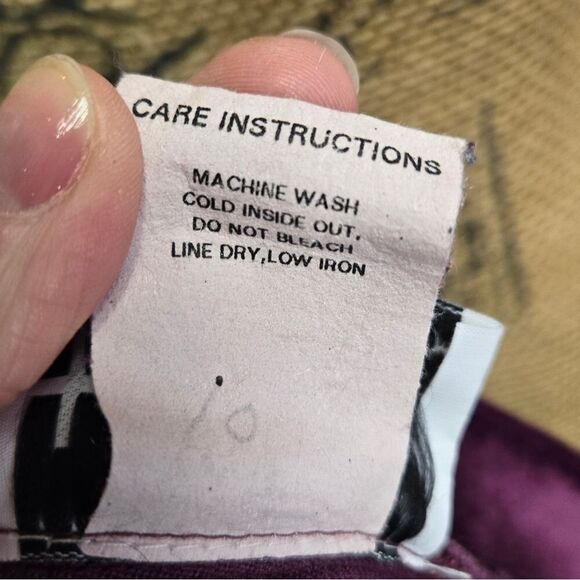 CARE INSTRUCTIONS
MACHINE WASH
COLD INSIDE OUT,
DO NOT BLEACH
LINE DRY,LOW IRON
10